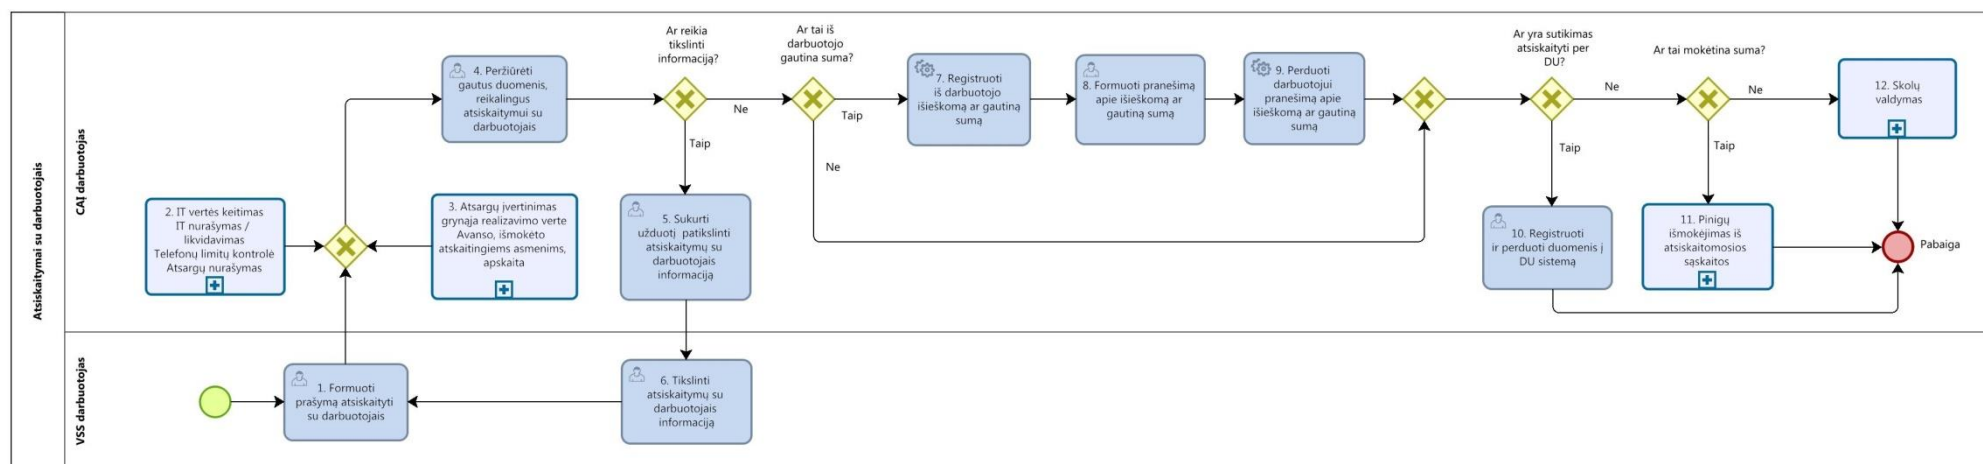 Atsiskaitymai su darbuotojais
CAĮ darbuotojas
VSS darbuotojas
2. IT vertės keitimas
IT nurašymas /
likvidavimas
Telefonų limitų kontrolė
Atsargų nurašymas
3. Atsargų įvertinimas
grynąja realizavimo verte
Avanso, išmokėto
atskaitingiems asmenims,
apskaita
1. Formuoti
prašymą atsiskaityti
su darbuotojais
4. Peržiūrėti
gautus duomenis,
reikalingus
atsiskaitymui su
darbuotojais
Ar reikia
tikslinti
informaciją?
Ne
Taip
5. Sukurti
užduotį patikslinti
atsiskaitymų su
darbuotojais
informaciją
6. Tikslinti
atsiskaitymų su
darbuotojais
informaciją
Ar tai iš
darbuotojo
gautina suma?
Taip
Ne
7. Registruoti
iš darbuotojo
išieškomą ar gautiną
sumą
8. Formuoti pranešimą
apie išieškomą ar
gautiną sumą
9. Perduoti
darbuotojui
pranešimą apie
išieškomą ar gautiną
sumą
Ar yra sutikimas
atsiskaityti per
DU?
Ne
Taip
10. Registruoti
ir perduoti duomenis į
DU sistemą
Ar tai mokėtina suma?
Ne
Taip
11. Pinigų
išmokėjimas iš
atsiskaitomosios
sąskaitos
12. Skolų
valdymas
Pabaiga